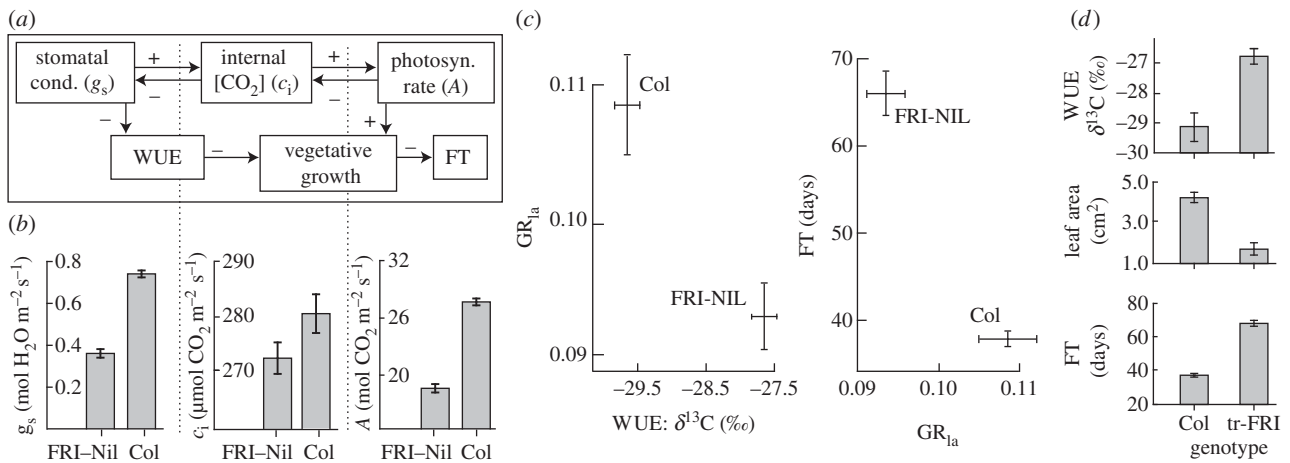 (a)
stomatal
cond. (gs)
+
–
internal
[CO2] (ci)
+
–
photosyn.
rate (A)
–
+
WUE
–
vegetative
growth
–
FT
(b)
gs (mol H2O m−2 s−1)
0.8
0.6
0.4
0.2
FRI–Nil Col
ci (μmol CO2 m−2 s−1)
290
280
270
FRI–Nil Col
A (mol CO2 m−2 s−1)
32
28
26
19
FRI–Nil Col
(c)
GRla
0.11
0.10
0.09
Col
FRI-NIL
−29.5 −28.5 −27.5
WUE: δ13C (‰)
FT (days)
70
60
50
40
FRI-NIL
Col
0.09 0.10 0.11
GRla
(d)
WUE
δ13C (‰)
−27
−28
−29
−30
leaf area
(cm2)
5.0
3.0
1.0
FT
(days)
80
60
40
20
Col tr-FRI
genotype